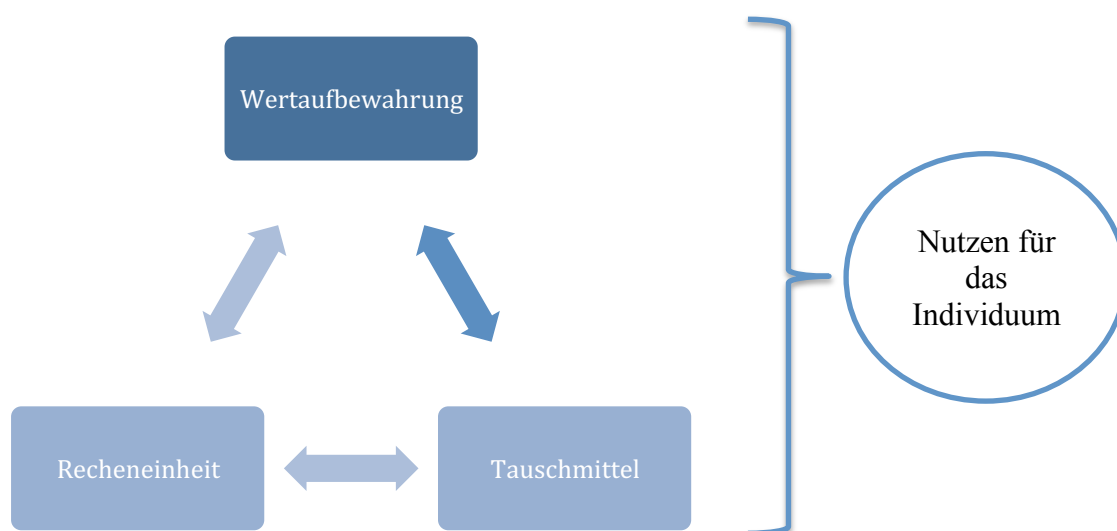 Wertaufbewahrung
Nutzen für
das
Individuum
Recheneinheit
Tauschmittel